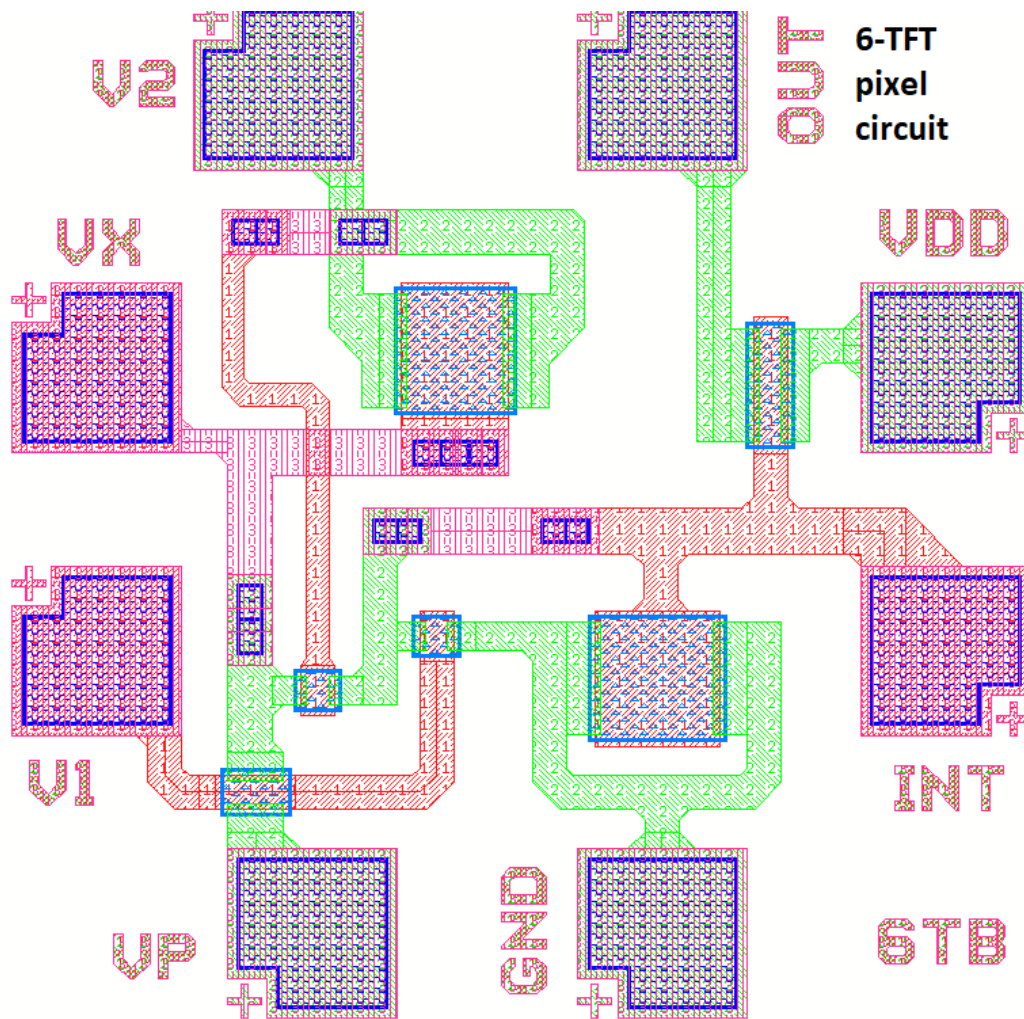 V2
OUT
6-TFT
pixel
circuit
VX
VDD
V1
INT
VP
GND
6TB